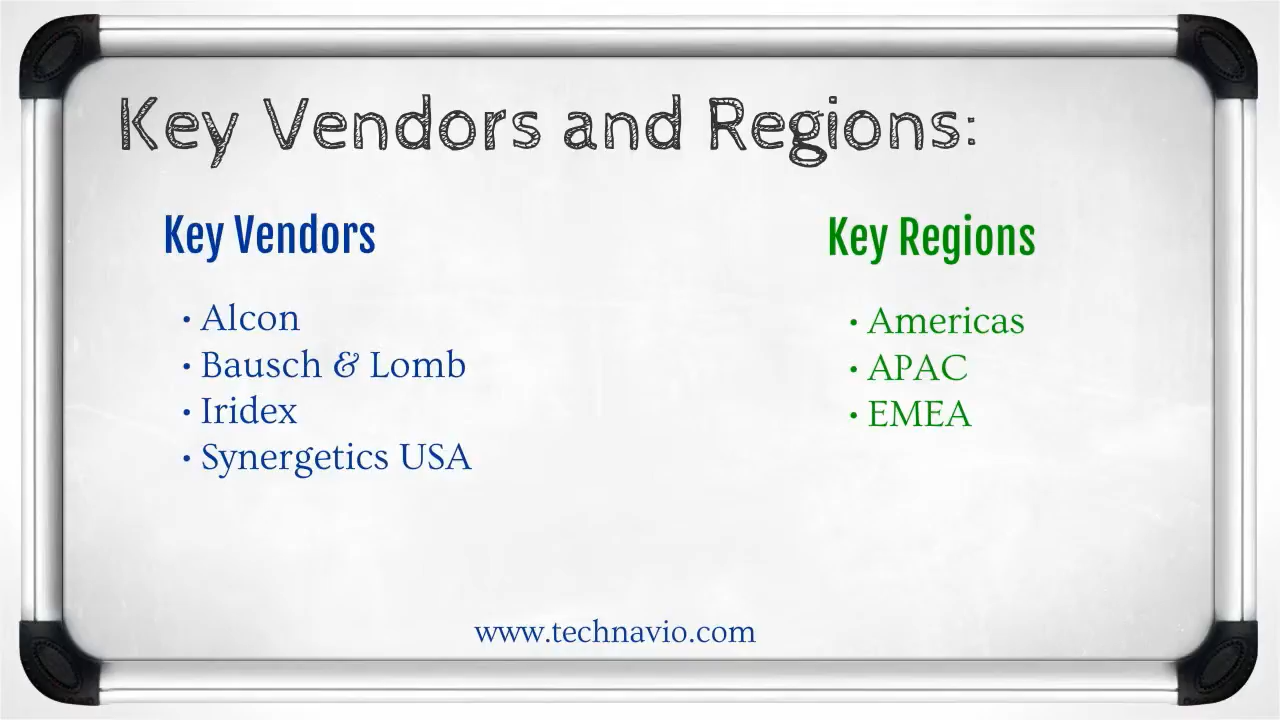 Key Vendors and Regions:
Key Vendors
• Alcon
• Bausch & Lomb
• Iridex
• Synergetics USA
Key Regions
• Americas
• APAC
• EMEA
www.technavio.com